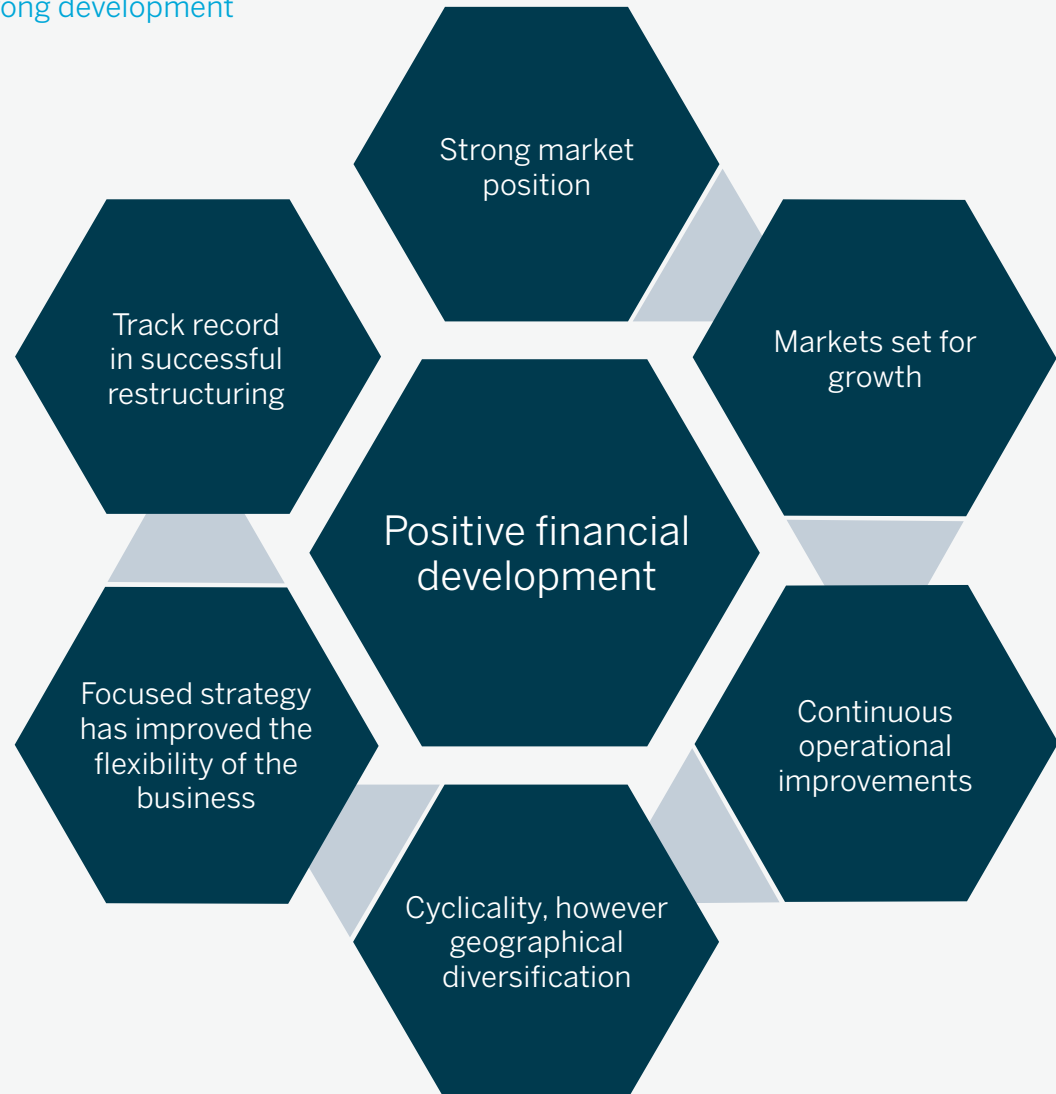 development
Strong market
position
Track record
in successful
restructuring
Markets set for
growth
Positive financial
development
Focused strategy
has improved the
flexibility of the
business
Continuous
operational
improvements
Cyclicality, however
geographical
diversification